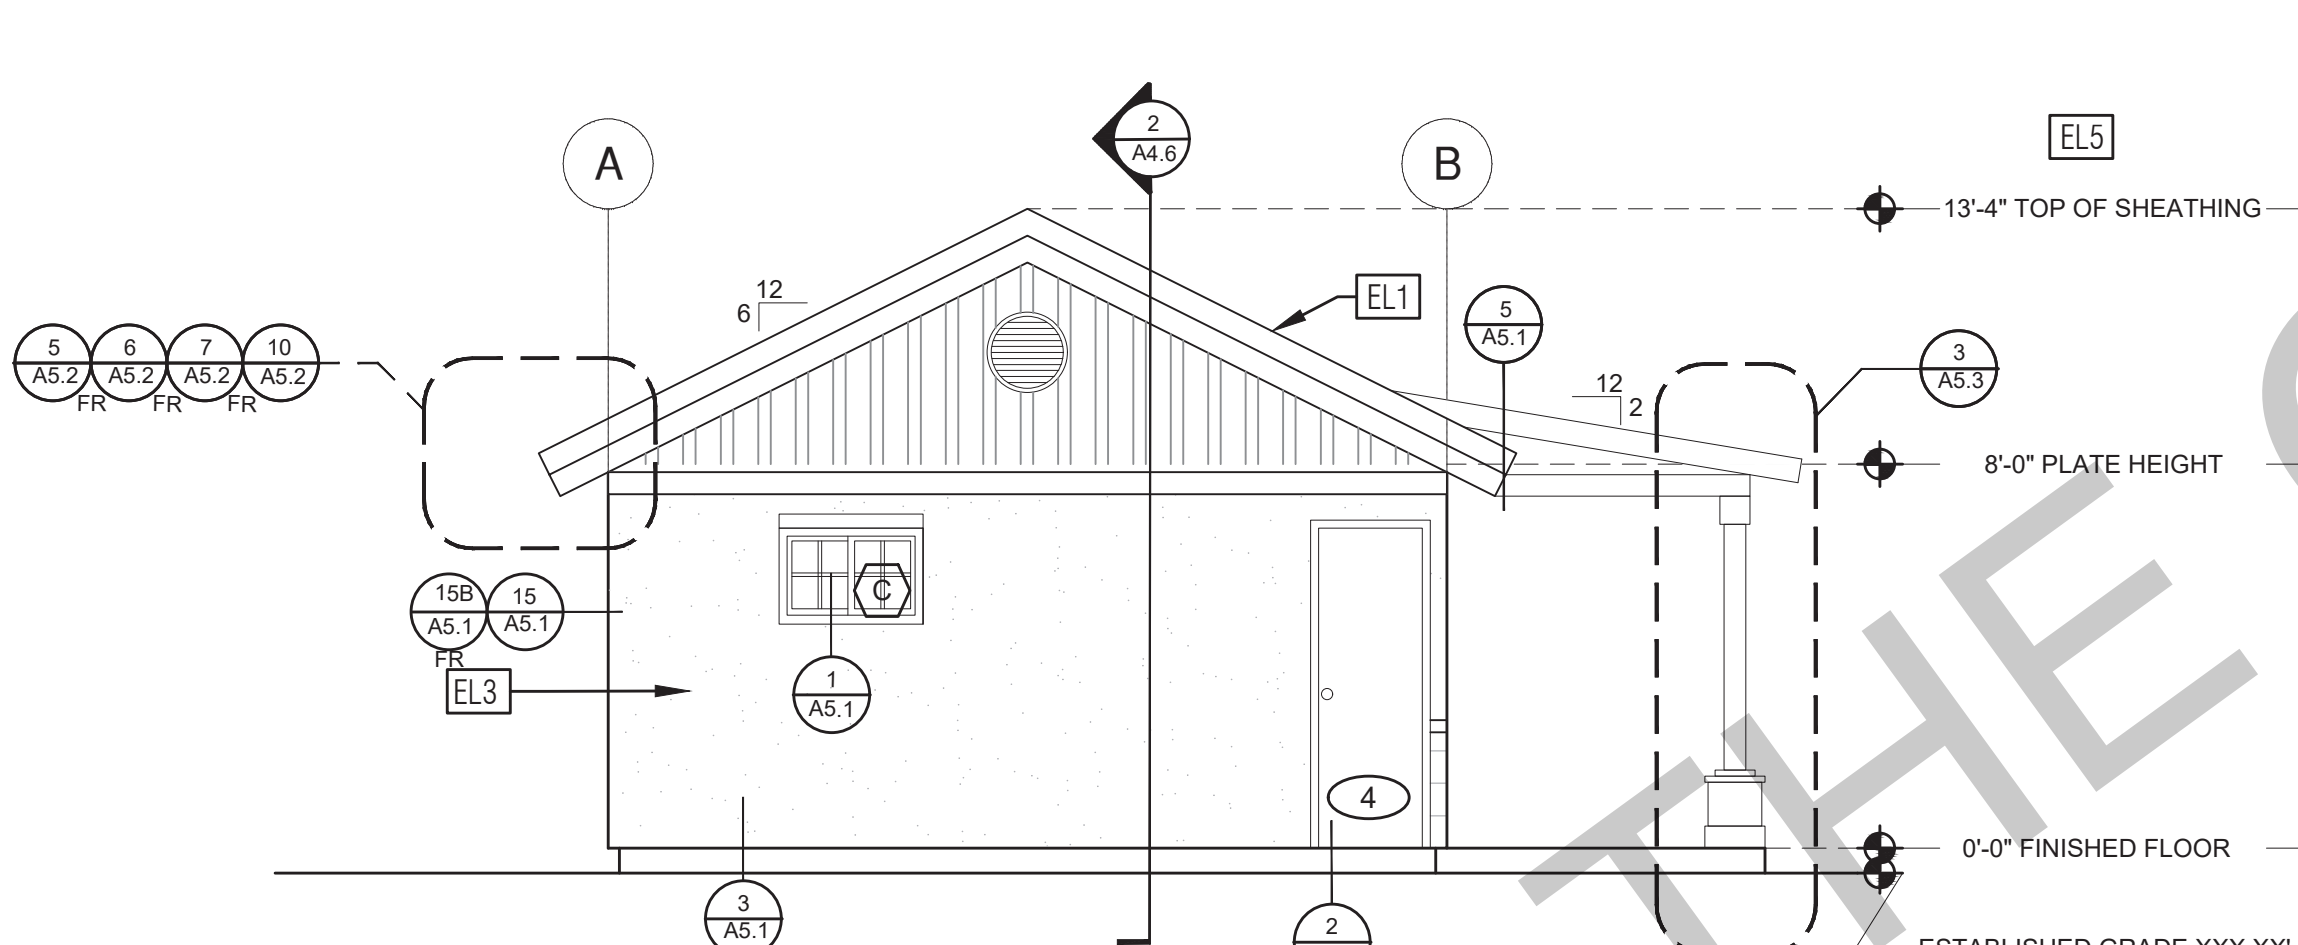 2
A4.6
A
B
EL5
13'-4" TOP OF SHEATHING
12
6
EL1
5
A5.1
5
A5.2
FR
6
A5.2
FR
7
A5.2
FR
10
A5.2
12
2
3
A5.3
8'-0" PLATE HEIGHT
C
15B
A5.1
FR
15
A5.1
EL3
1
A5.1
4
0'-0" FINISHED FLOOR
3
A5.1
2
THE